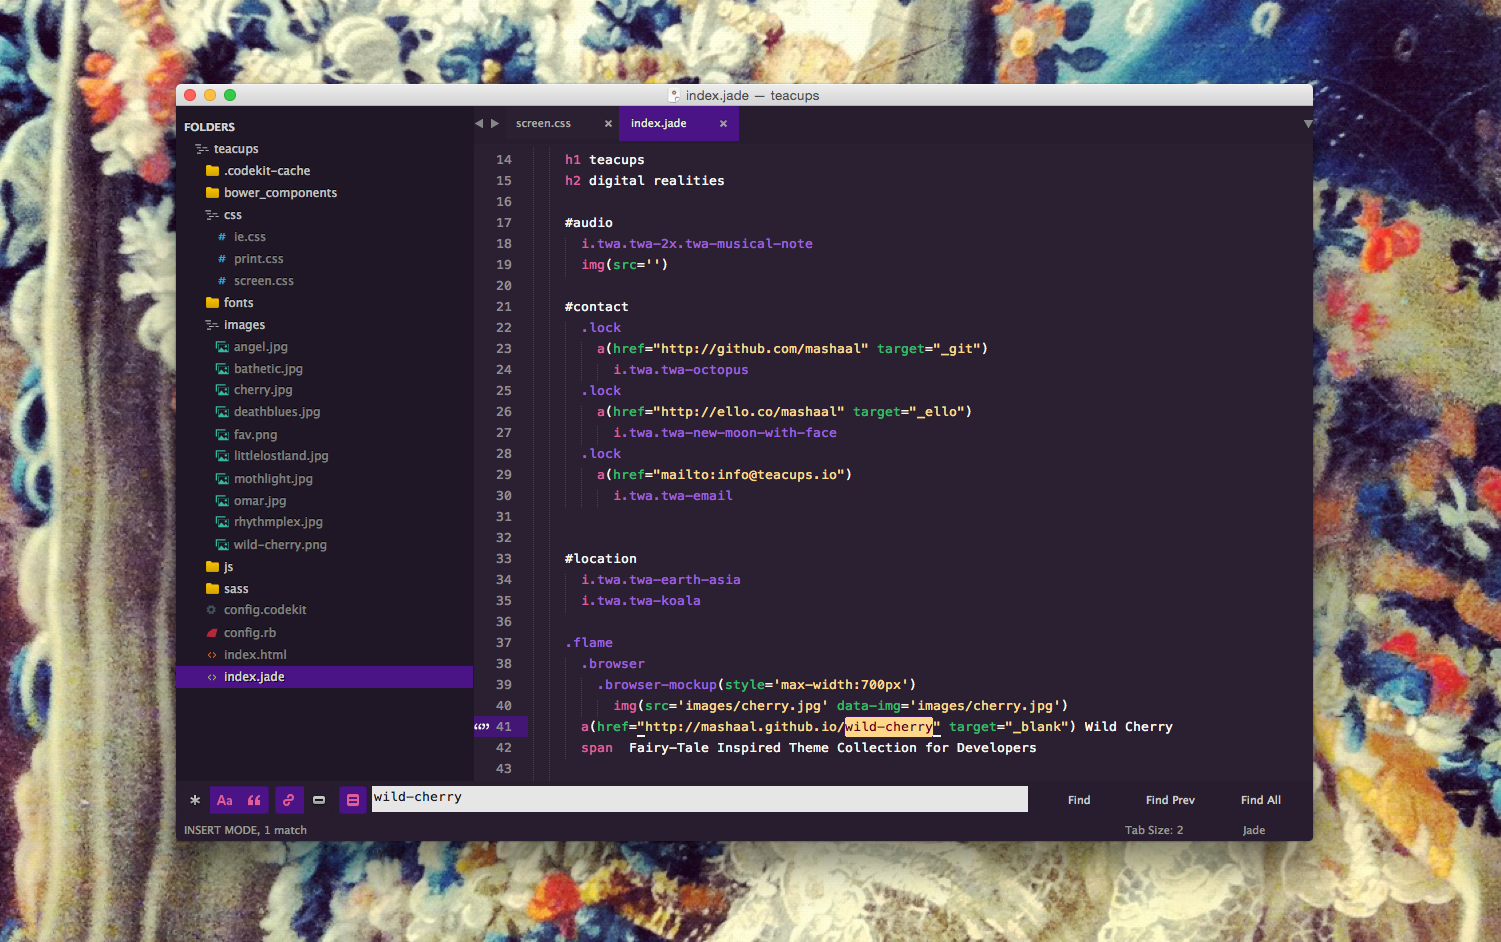 index.jade — teacups
FOLDERS
teacups
.codekit-cache
bower_components
css
# ie.css
# print.css
# screen.css
fonts
images
angel.jpg
bathetic.jpg
cherry.jpg
deathblues.jpg
fav.png
littlelostland.jpg
mothlight.jpg
omar.jpg
rhythmplex.jpg
wild-cherry.png
js
sass
config.codekit
config.rb
<> index.html
<> index.jade
screen.css ×
index.jade ×
14 h1 teacups
15 h2 digital realities
16
17 #audio
18 i.twa.twa-2x.twa-musical-note
19 img(src='')
20
21 #contact
22 .lock
23 a(href="http://github.com/mashaal" target="_git")
24 i.twa.twa-octopus
25 .lock
26 a(href="http://ello.co/mashaal" target="_ello")
27 i.twa.twa-new-moon-with-face
28 .lock
29 a(href="mailto:info@teacups.io")
30 i.twa.twa-email
31
32
33 #location
34 i.twa.twa-earth-asia
35 i.twa.twa-koala
36
37 .flame
38 .browser
39 .browser-mockup(style='max-width:700px')
40 img(src='images/cherry.jpg' data-img='images/cherry.jpg')
“” 41 a(href="http://mashaal.github.io/wild-cherry" target="_blank") Wild Cherry
42 span  Fairy-Tale Inspired Theme Collection for Developers
43
* Aa “ wild-cherry Find Find Prev Find All
INSERT MODE, 1 match Tab Size: 2 Jade